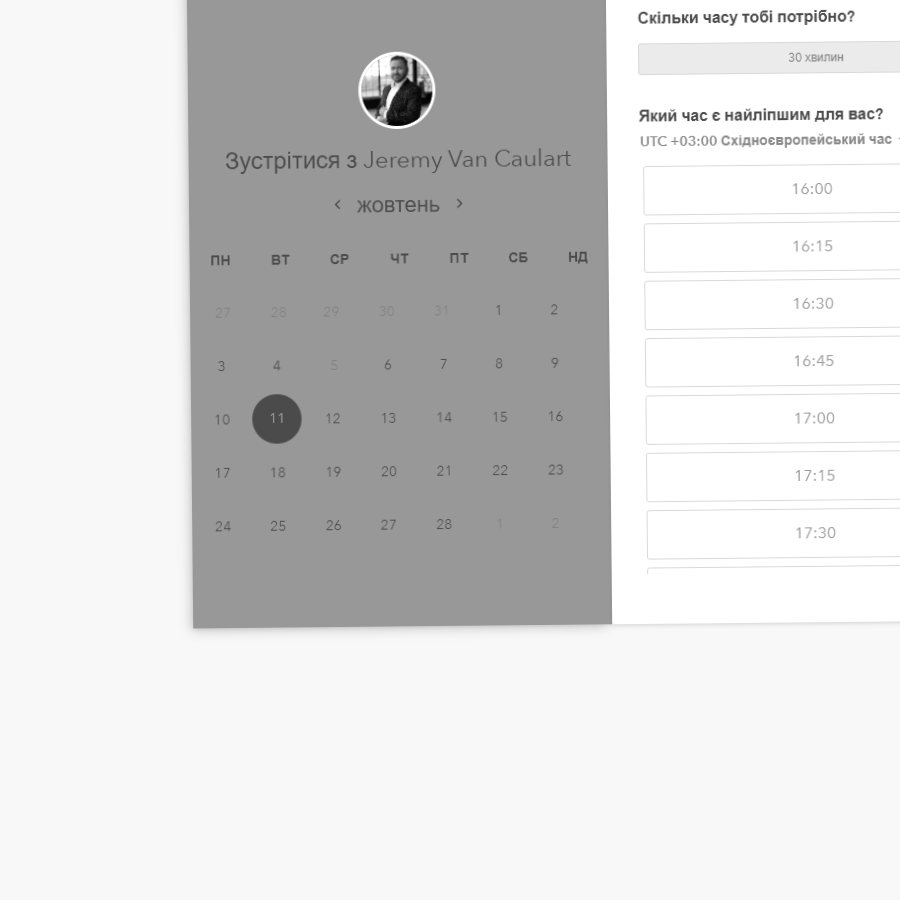 Зустрітися з Jeremy Van Caulart
‹ жовтень ›
ПН ВТ СР ЧТ ПТ СБ НД
27 28 29 30 31 1 2
3 4 5 6 7 8 9
10 11 12 13 14 15 16
17 18 19 20 21 22 23
24 25 26 27 28 1 2
Скільки часу тобі потрібно?
30 хвилин
Який час є найліпшим для вас?
UTC +03:00 Східноєвропейський час
16:00
16:15
16:30
16:45
17:00
17:15
17:30